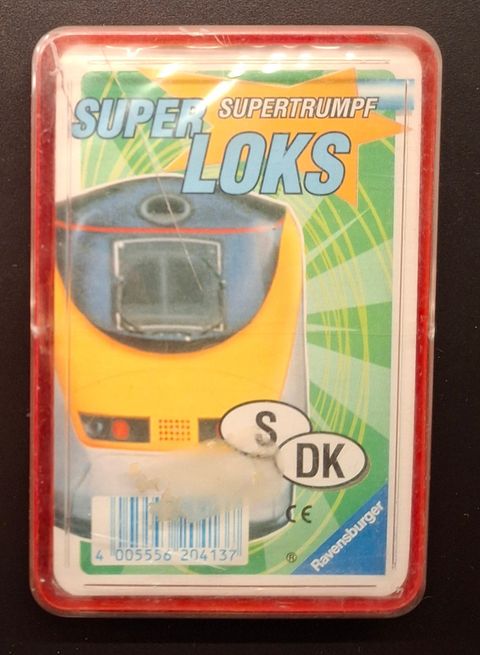 SUPERTRUMPF
SUPER
LOKS
S
DK
CE
4 005556 204137
®
Ravensburger